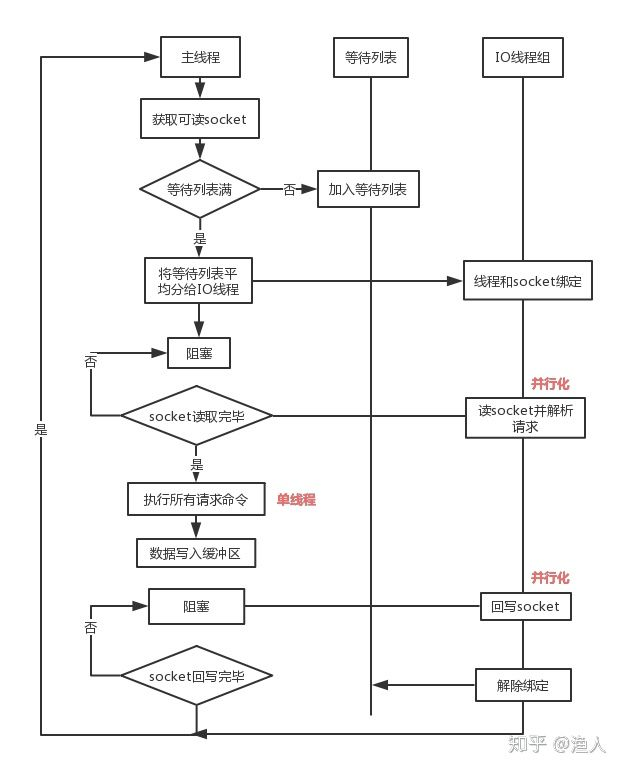 主线程
等待列表
IO线程组
获取可读socket
等待列表满
否
加入等待列表
是
将等待列表平
均分给IO线程
线程和socket绑定
阻塞
否
并行化
socket读取完毕
读socket并解析
请求
是
是
执行所有请求命令
单线程
数据写入缓冲区
并行化
阻塞
回写socket
否
socket回写完毕
解除绑定
知乎 @渔人